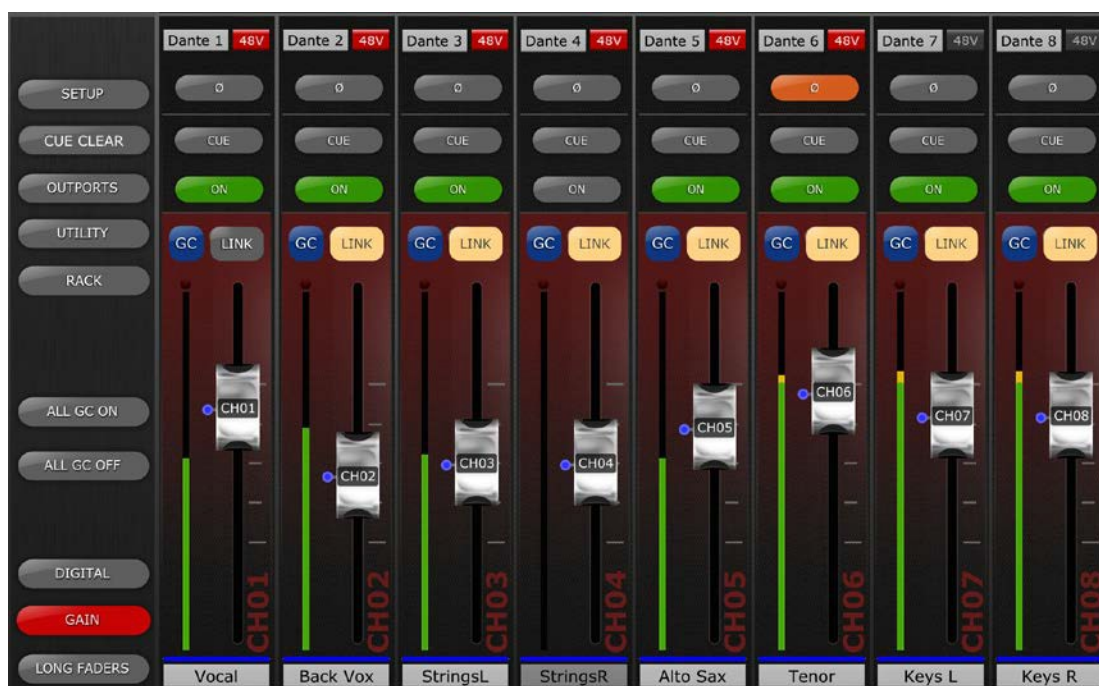 Dante 1 48V Dante 2 48V Dante 3 48V Dante 4 48V Dante 5 48V Dante 6 48V Dante 7 48V Dante 8 48V
SETUP Ø Ø Ø Ø Ø Ø Ø Ø
CUE CLEAR CUE CUE CUE CUE CUE CUE CUE CUE
OUTPORTS ON ON ON ON ON ON ON ON
UTILITY GC LINK GC LINK GC LINK GC LINK GC LINK GC LINK GC LINK GC LINK
RACK
ALL GC ON CH01 CH02 CH03 CH04 CH05 CH06 CH07 CH08
ALL GC OFF
DIGITAL
GAIN CH01 CH02 CH03 CH04 CH05 CH06 CH07 CH08
LONG FADERS Vocal Back Vox StringsL StringsR Alto Sax Tenor Keys L Keys R